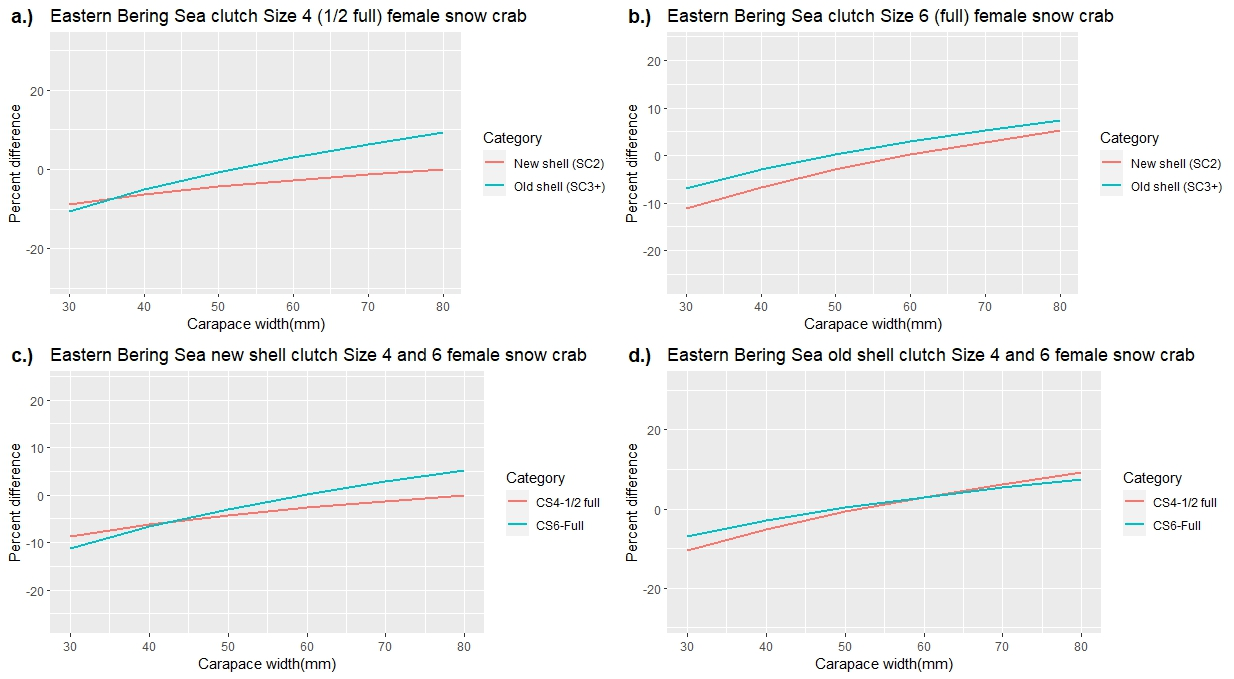 a.) Eastern Bering Sea clutch Size 4 (1/2 full) female snow crab
Percent difference
20
0
-20
30 40 50 60 70 80
Carapace width(mm)
Category
New shell (SC2)
Old shell (SC3+)
b.) Eastern Bering Sea clutch Size 6 (full) female snow crab
Percent difference
20
10
0
-10
-20
30 40 50 60 70 80
Carapace width(mm)
Category
New shell (SC2)
Old shell (SC3+)
c.) Eastern Bering Sea new shell clutch Size 4 and 6 female snow crab
Percent difference
20
10
0
-10
-20
30 40 50 60 70 80
Carapace width(mm)
Category
CS4-1/2 full
CS6-Full
d.) Eastern Bering Sea old shell clutch Size 4 and 6 female snow crab
Percent difference
20
0
-20
30 40 50 60 70 80
Carapace width(mm)
Category
CS4-1/2 full
CS6-Full